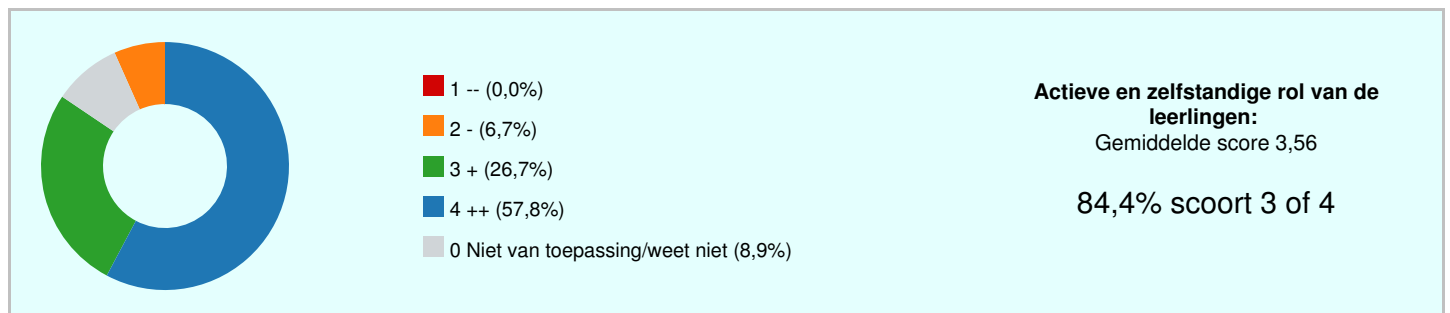 1 -- (0,0%)
2 - (6,7%)
3 + (26,7%)
4 ++ (57,8%)
0 Niet van toepassing/weet niet (8,9%)
Actieve en zelfstandige rol van de
leerlingen:
Gemiddelde score 3,56
84,4% scoort 3 of 4